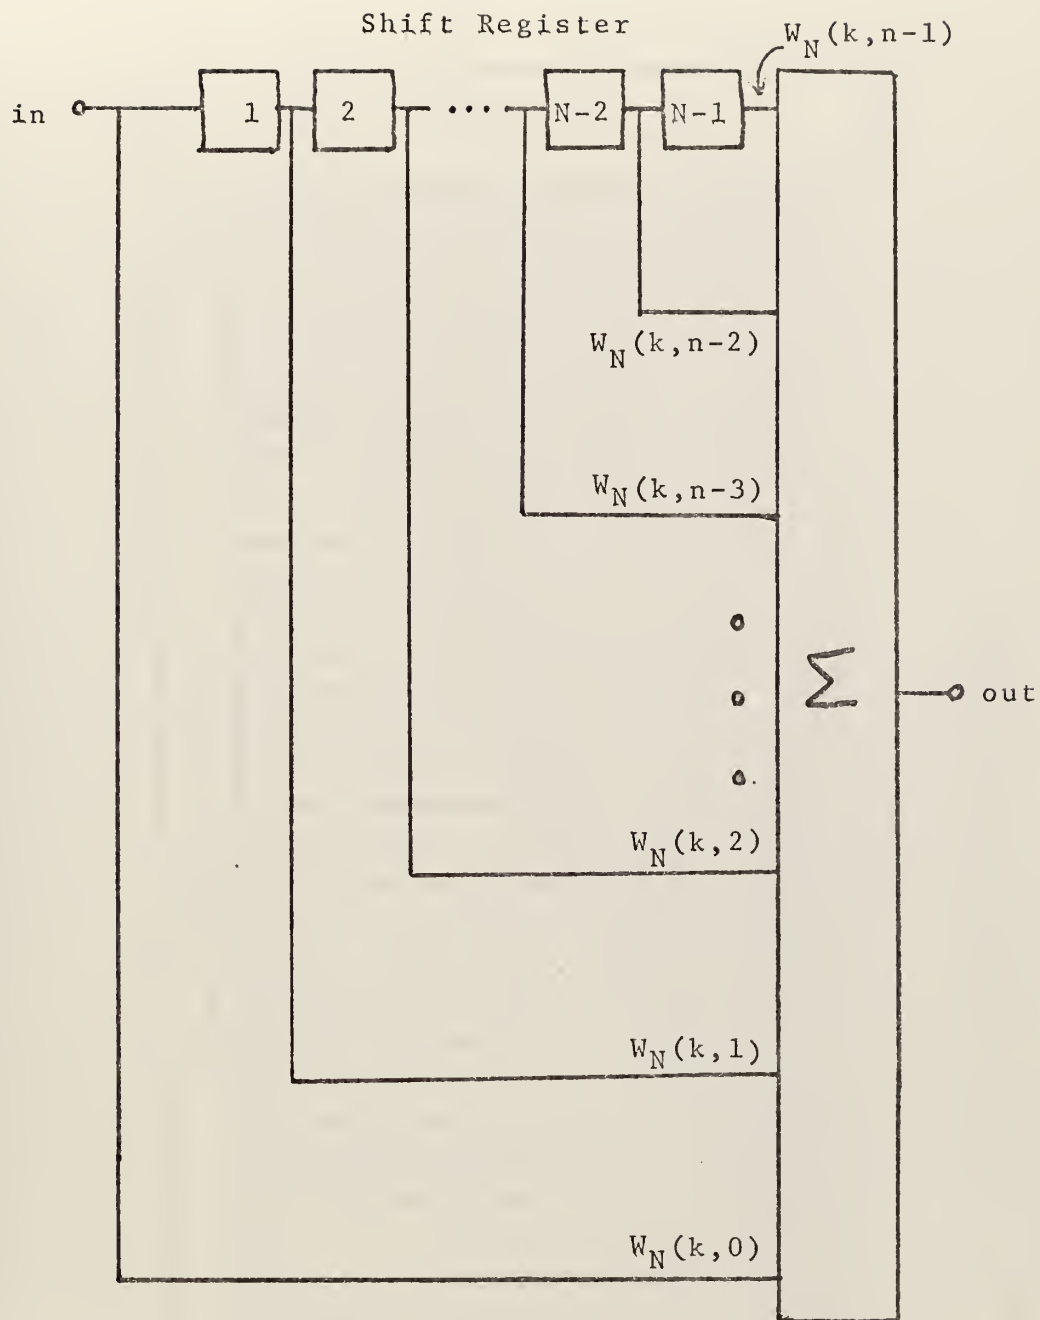 Shift Register
W_N(k,n-1)
in 1 2 ... N-2 N-1
W_N(k,n-2)
W_N(k,n-3)
Σ
out
W_N(k,2)
W_N(k,1)
W_N(k,0)